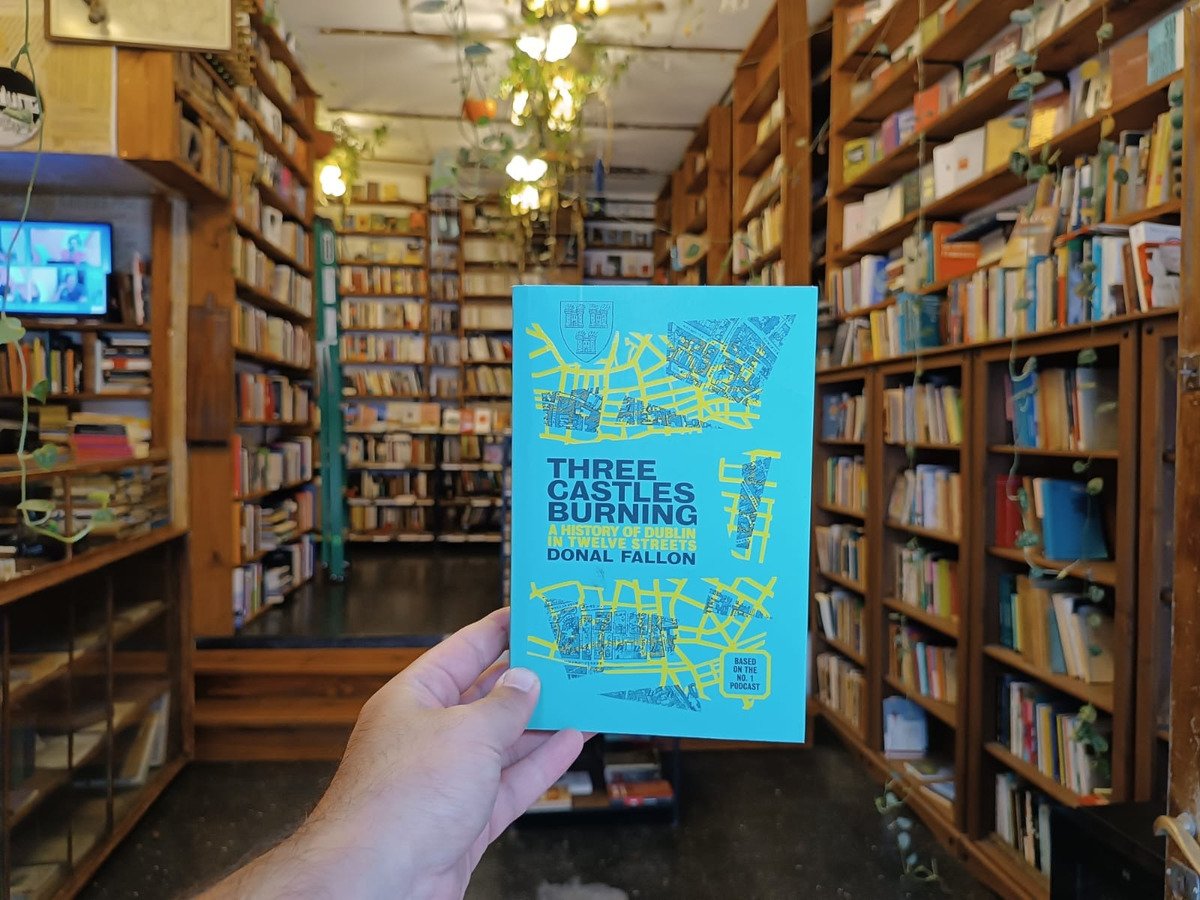 THREE
CASTLES
BURNING
A HISTORY OF DUBLIN
IN TWELVE STREETS
DONAL FALLON
BASED
ON THE
NO. 1
PODCAST